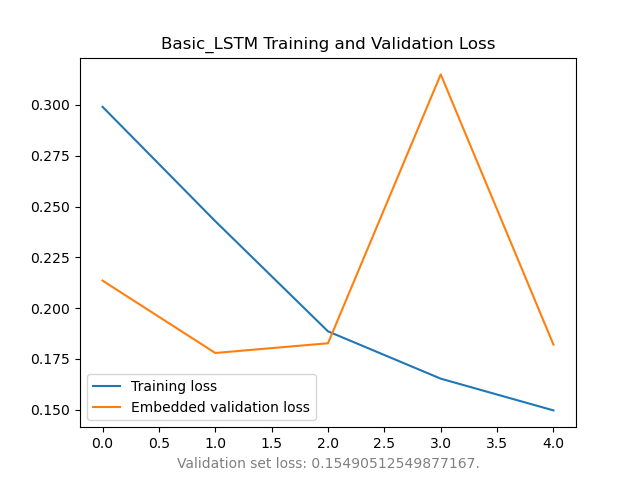 Basic_LSTM Training and Validation Loss
0.300
0.275
0.250
0.225
0.200
0.175
0.150
Training loss
Embedded validation loss
0.0 0.5 1.0 1.5 2.0 2.5 3.0 3.5 4.0
Validation set loss: 0.15490512549877167.